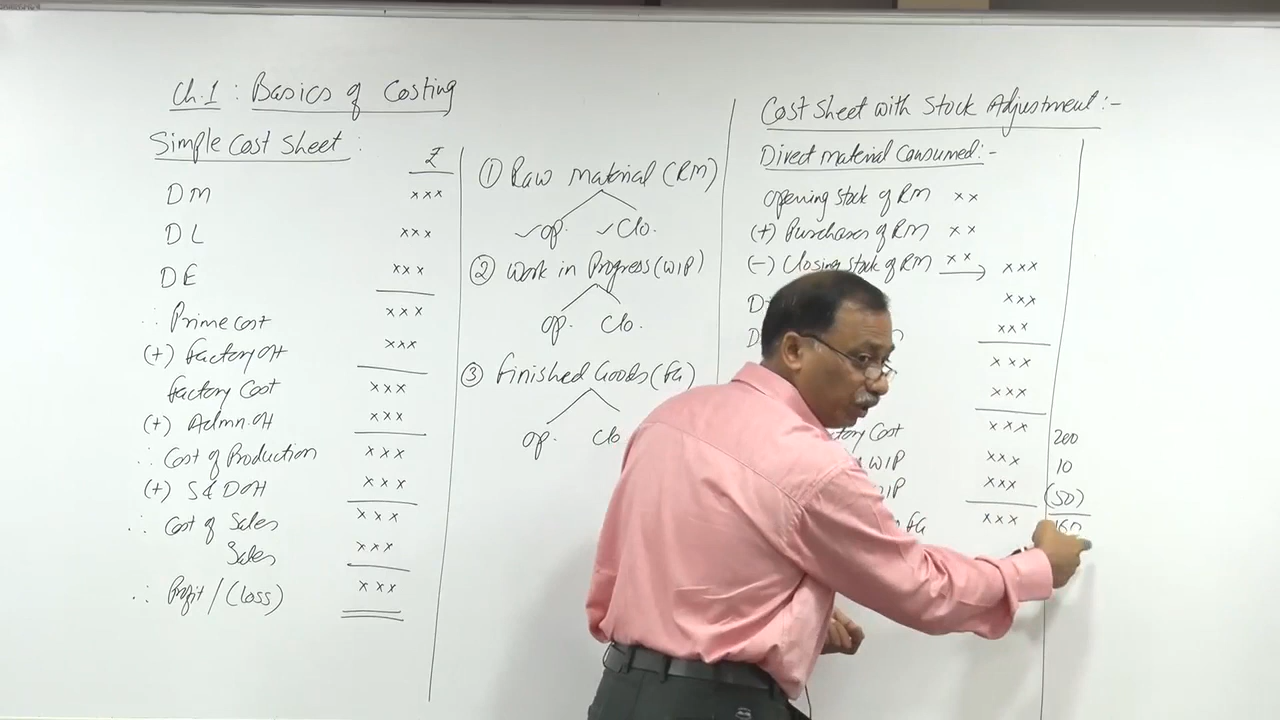 Ch.1 : Basics of Costing
Simple Cost Sheet :
₹
DM xxx
DL xxx
DE xxx
∴ Prime Cost xxx
(+) Factory OH xxx
Factory Cost xxx
(+) Admn. OH xxx
∴ Cost of Production xxx
(+) S & D OH xxx
∴ Cost of Sales xxx
Sales xxx
∴ Profit / (Loss) xxx
① Raw Material (RM)
✓ op. ✓ Clo.
② Work in Progress (WIP)
op. Clo.
③ Finished Goods (FG)
op. Clo
Cost Sheet with Stock Adjustment :-
Direct Material Consumed :-
Opening Stock of RM xx
(+) Purchases of RM xx
(-) Closing Stock of RM xx → xxx
D xxx
D xxx
xxx
xxx
Cost xxx 200
WIP xxx 10
xxx (50)
FG xxx 160